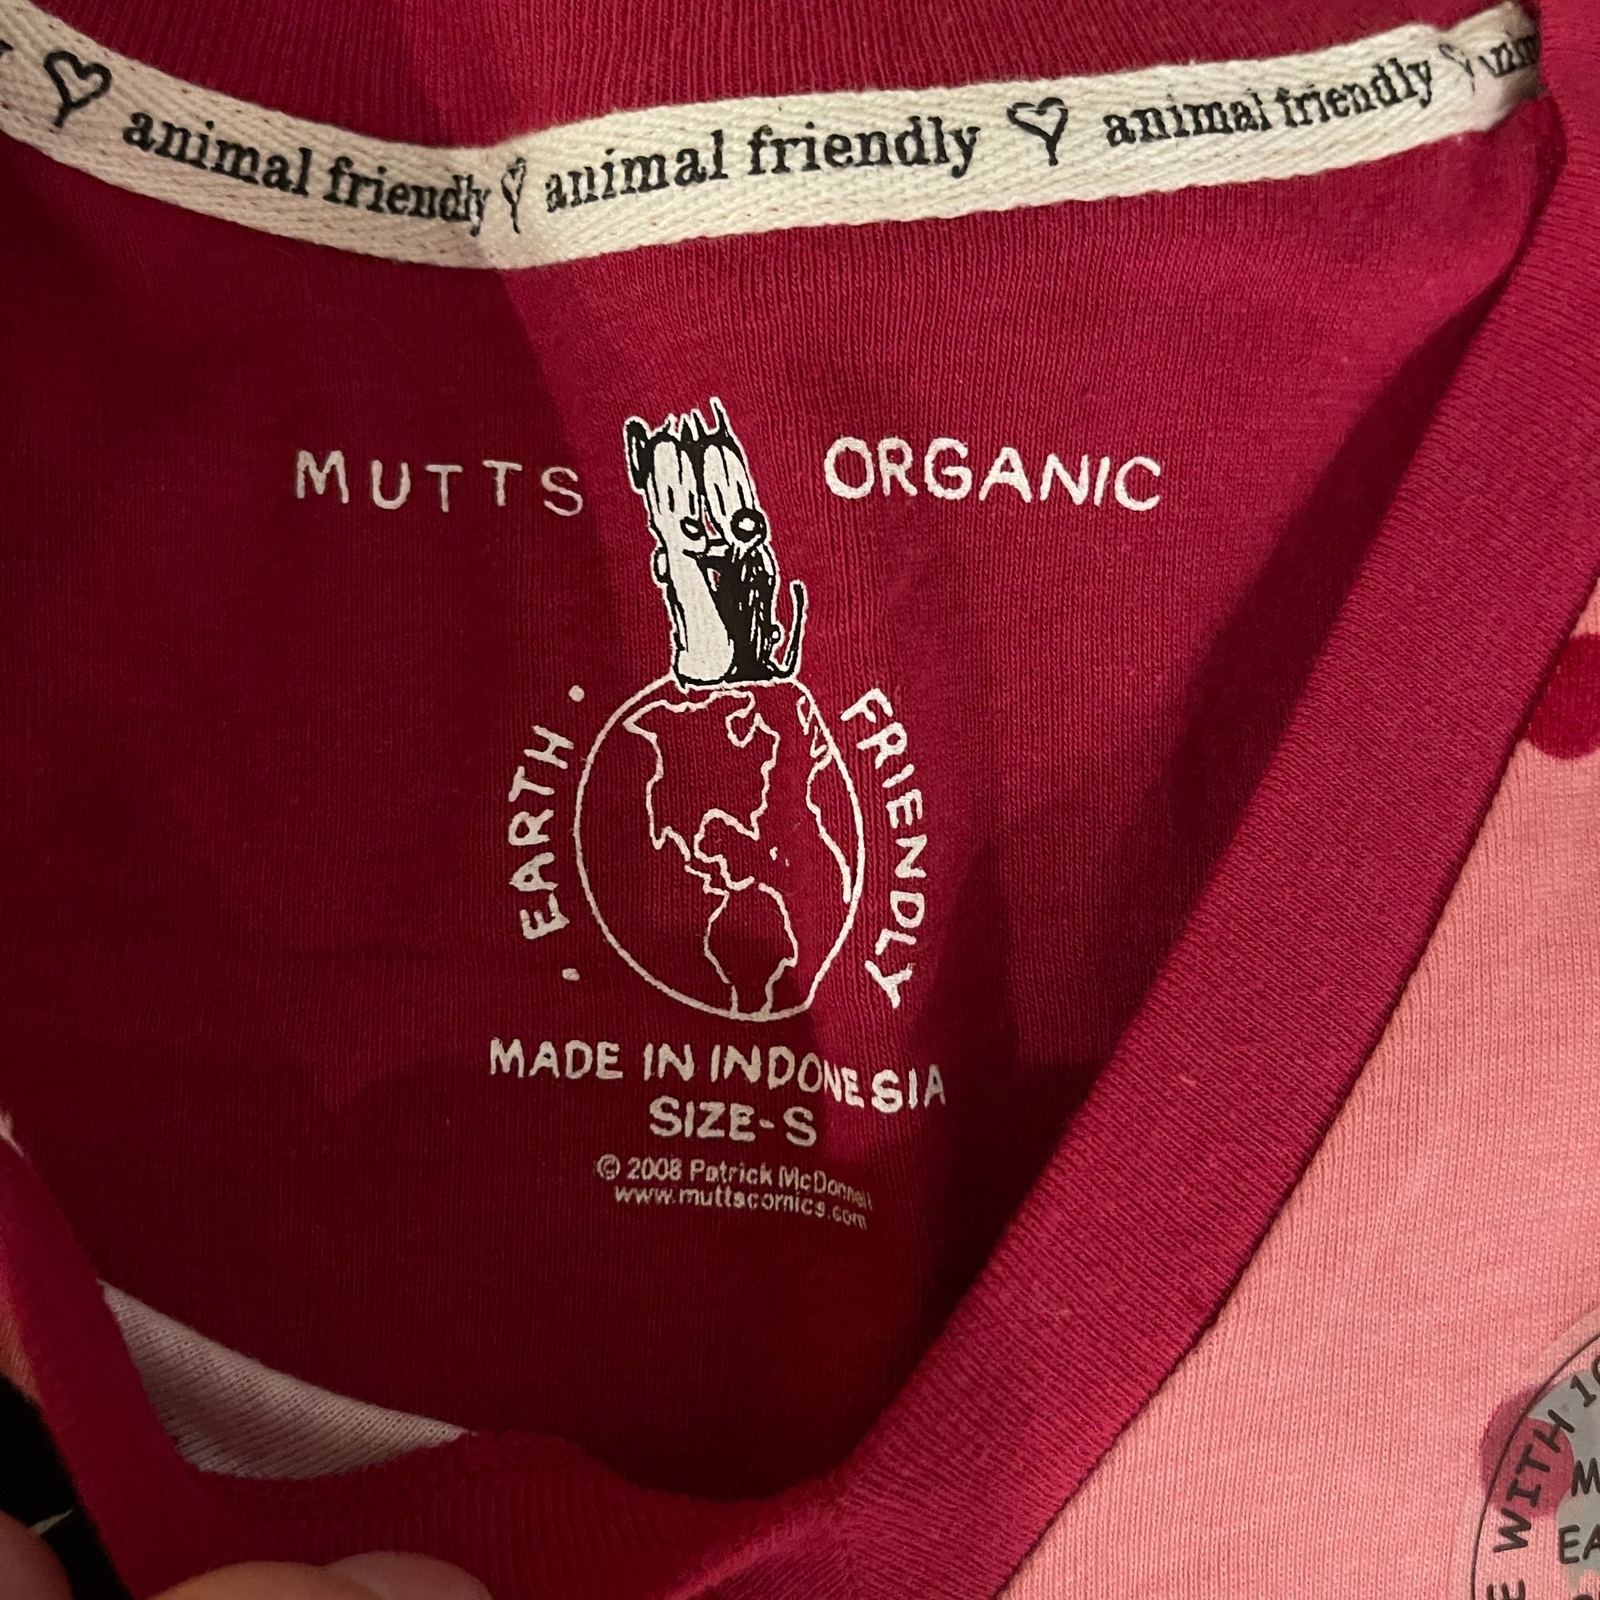 animal friendly animal friendly animal friendly
MUTTS ORGANIC
EARTH FRIENDLY
MADE IN INDONESIA
SIZE-S
© 2008 Patrick McDonnell
www.muttscomics.com
WITH